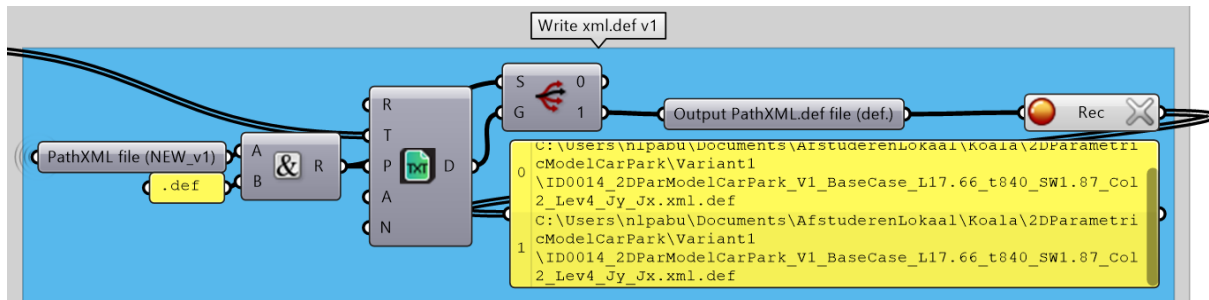 Write xml.def v1
S
G
0
1
R
T
P
A
N
TXT
D
PathXML file (NEW_v1)
.def
A
B
&
R
Output PathXML.def file (def.)
Rec
0
C:\Users\nlpabu\Documents\AfstuderenLokaal\Koala\2DParametri
cModelCarPark\Variant1
\ID0014_2DParModelCarPark_V1_BaseCase_L17.66_t840_SW1.87_Col
2_Lev4_Jy_Jx.xml.def
1
C:\Users\nlpabu\Documents\AfstuderenLokaal\Koala\2DParametri
cModelCarPark\Variant1
\ID0014_2DParModelCarPark_V1_BaseCase_L17.66_t840_SW1.87_Col
2_Lev4_Jy_Jx.xml.def